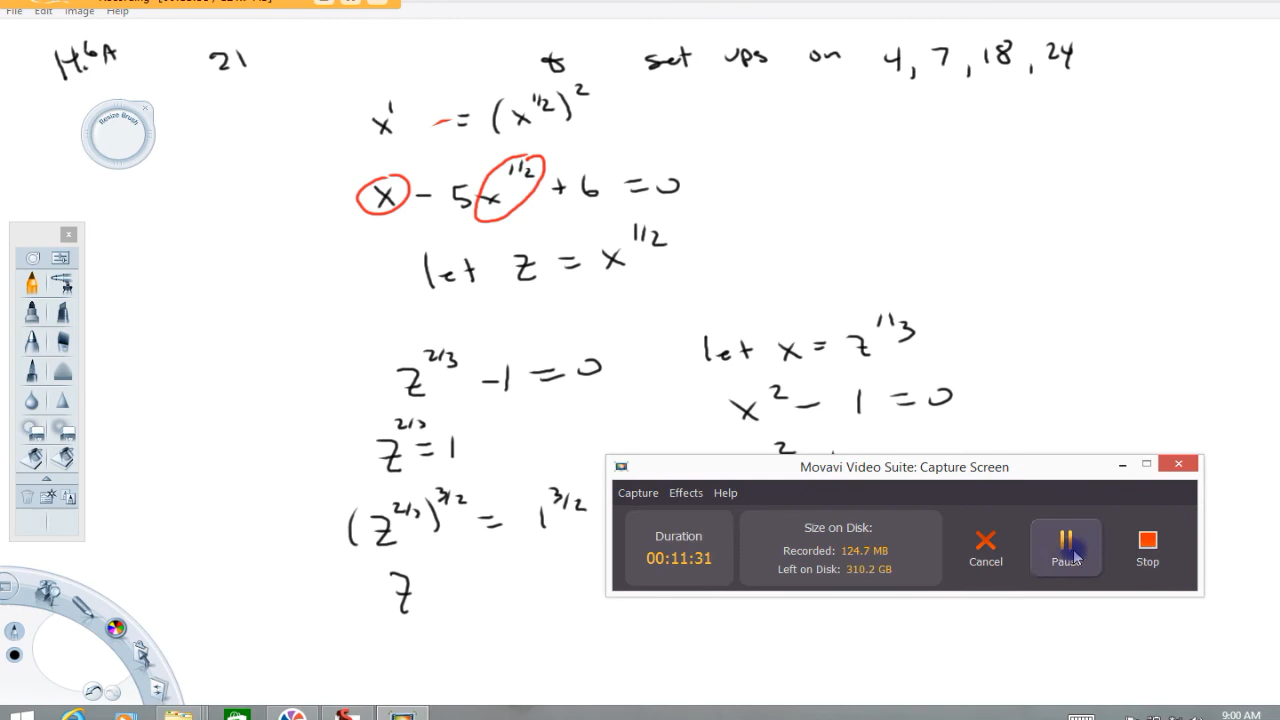 File Edit Image Help
H.6A 21 set ups on 4, 7, 18, 24
x¹ = (x^1/2)^2
x - 5x^1/2 + 6 = 0
let z = x^1/2
let x = z^1/3
z^2/3 - 1 = 0
x^2 - 1 = 0
z^2/3 = 1
(z^2/3)^3/2 = 1^3/2
z
Resize Brush
Movavi Video Suite: Capture Screen
Capture Effects Help
Duration
00:11:31
Size on Disk:
Recorded: 124.7 MB
Left on Disk: 310.2 GB
Cancel
Pause
Stop
9:00 AM